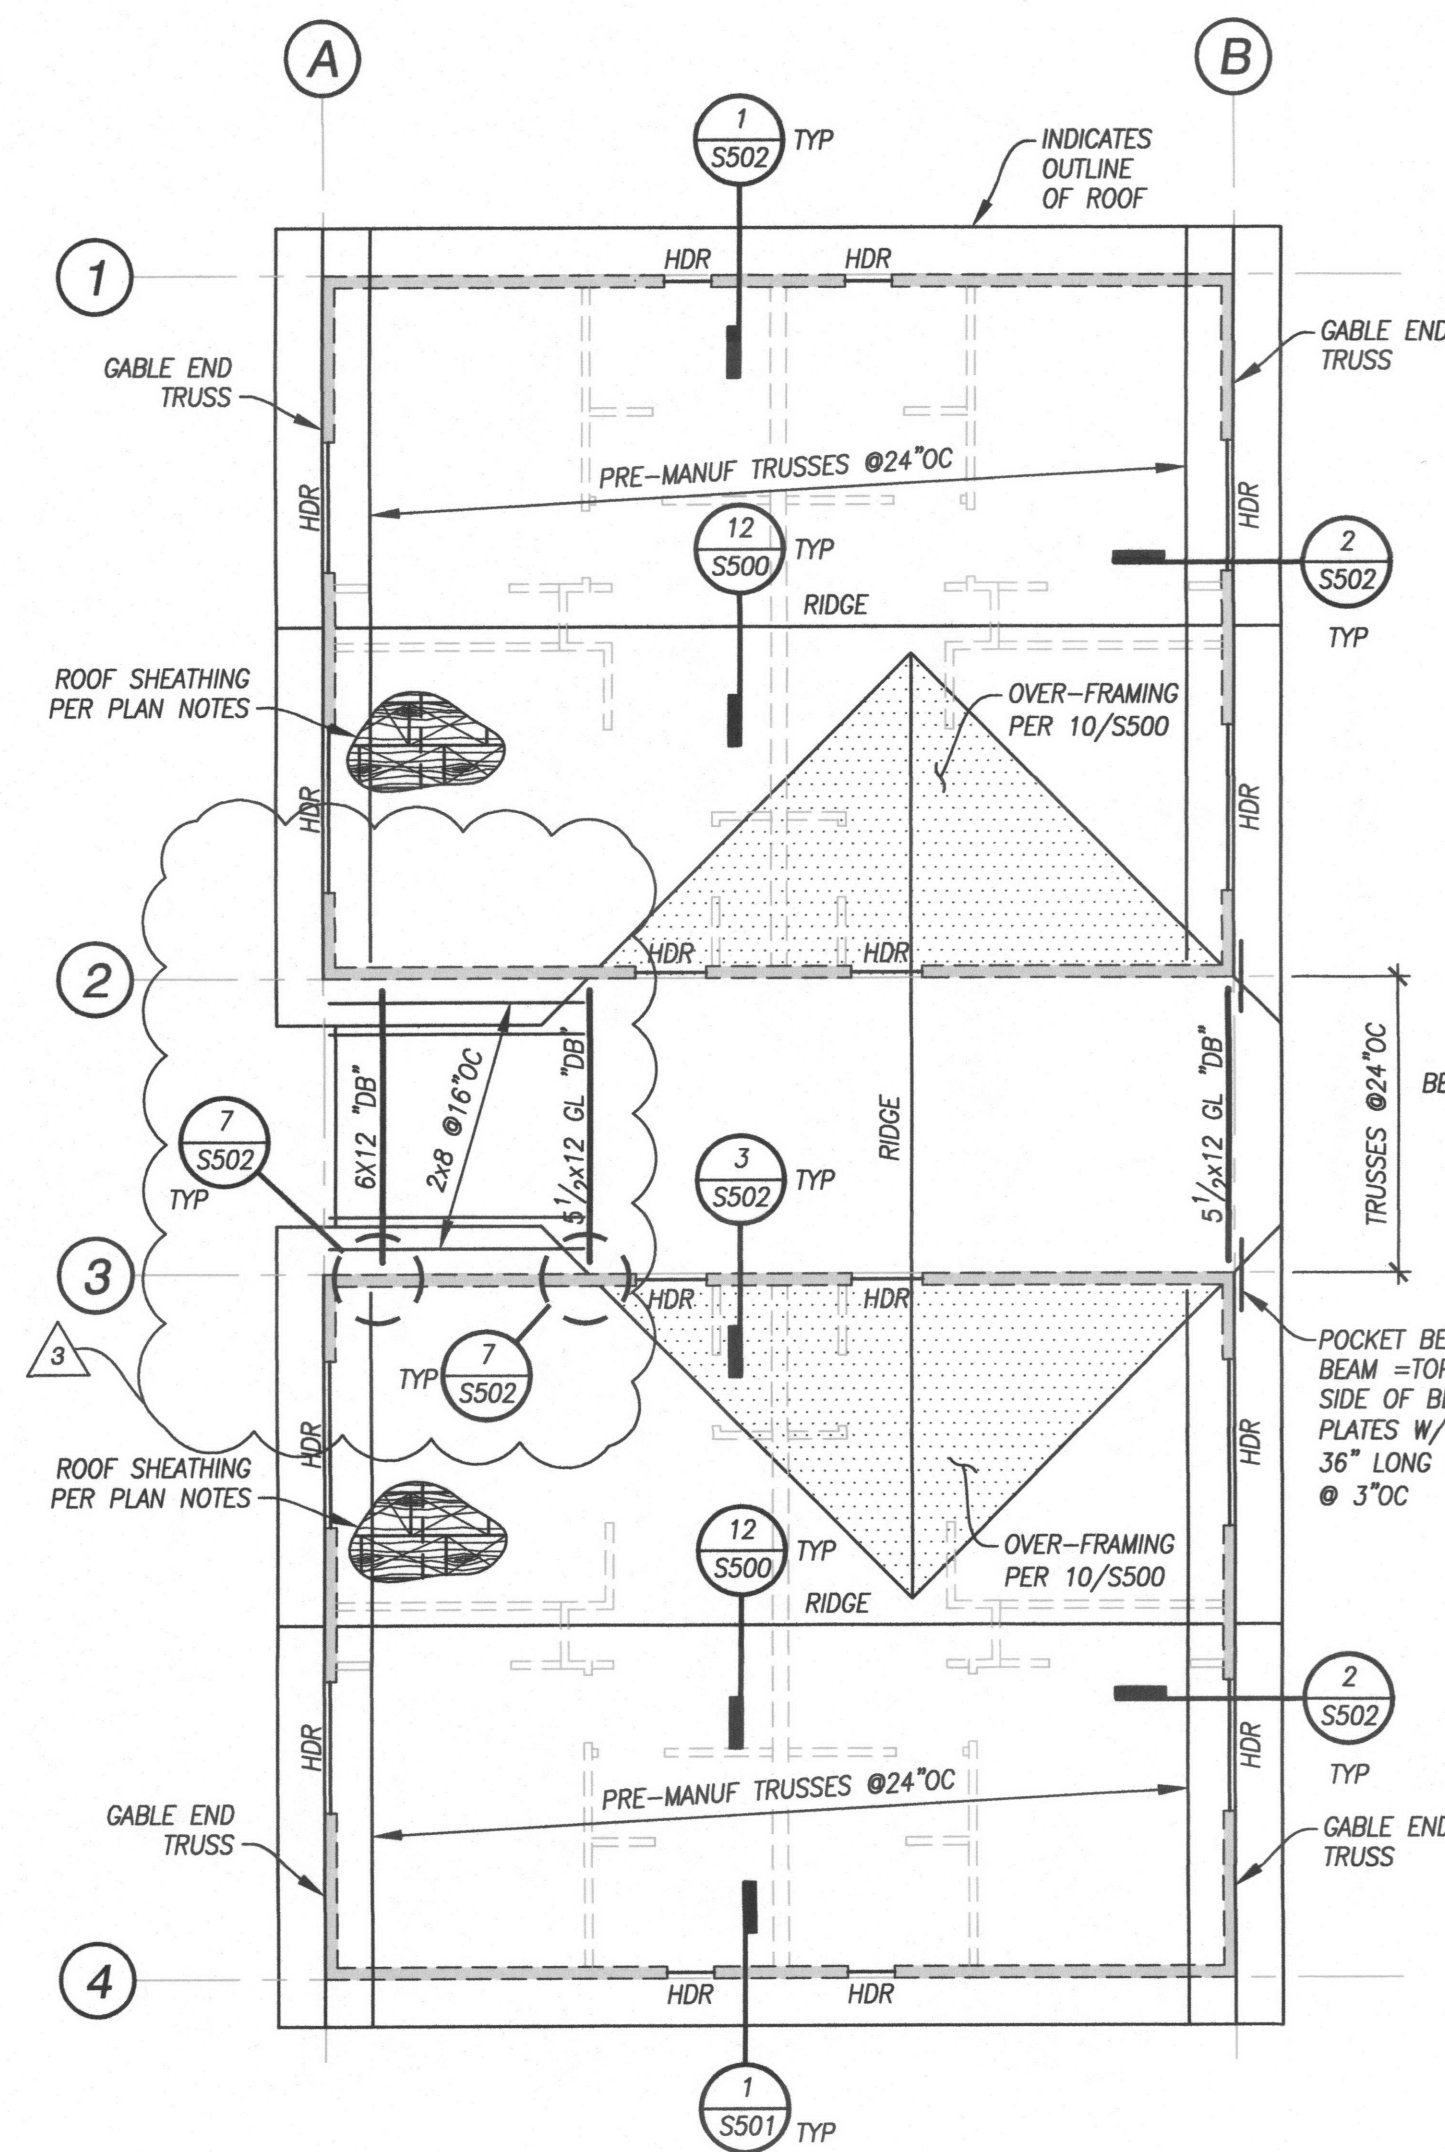 A
B
1
S502
TYP
INDICATES
OUTLINE
OF ROOF
1
HDR
HDR
GABLE END
TRUSS
GABLE END
TRUSS
PRE-MANUF TRUSSES @24"OC
HDR
HDR
12
S500
TYP
2
S502
TYP
RIDGE
ROOF SHEATHING
PER PLAN NOTES
OVER-FRAMING
PER 10/S500
HDR
HDR
2
HDR
HDR
6X12 "DB"
2x8 @16"OC
5 1/2x12 GL "DB"
RIDGE
5 1/2x12 GL "DB"
TRUSSES @24"OC
7
S502
TYP
3
S502
TYP
3
HDR
HDR
3
7
S502
TYP
POCKET
BEAM
SIDE OF
PLATES W/
36" LONG
@ 3"OC
HDR
HDR
ROOF SHEATHING
PER PLAN NOTES
12
S500
TYP
OVER-FRAMING
PER 10/S500
RIDGE
2
S502
TYP
HDR
HDR
PRE-MANUF TRUSSES @24"OC
GABLE END
TRUSS
GABLE END
TRUSS
4
HDR
HDR
1
S501
TYP